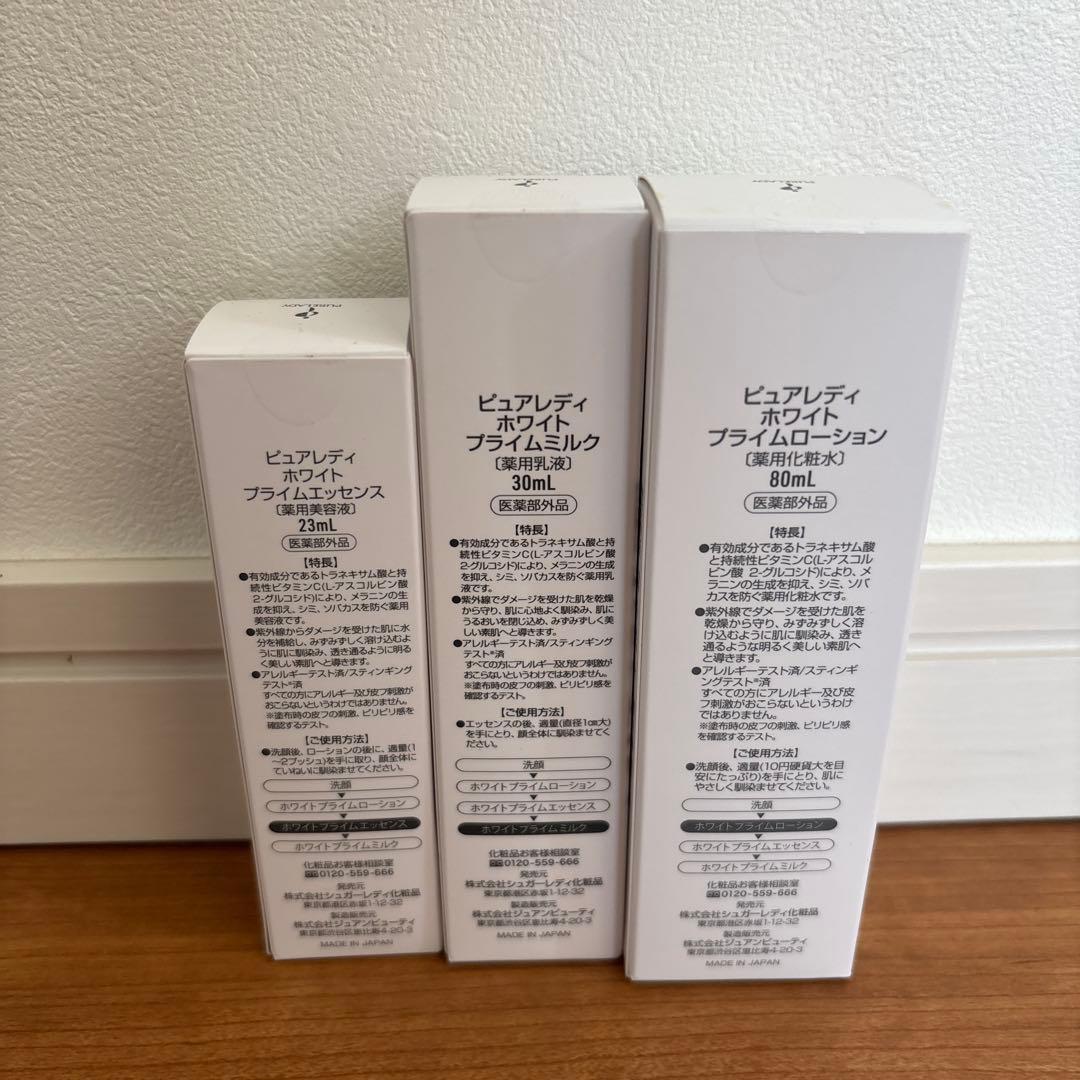 PURELADY
ピュアレディ
ホワイト
プライムエッセンス
〔薬用美容液〕
23mL
医薬部外品
【特長】
●有効成分であるトラネキサム酸と持
続性ビタミンC(L-アスコルビン酸
2-グルコシド)により、メラニンの生
成を抑え、シミ、ソバカスを防ぐ薬用
美容液です。
●紫外線からダメージを受けた肌に水
分を補給し、みずみずしく溶け込むよ
うに肌に馴染み、透き通るように明る
く美しい素肌へと導きます。
●アレルギーテスト済/スティンギング
テスト※済
すべての方にアレルギー及び皮フ刺激が
おこらないというわけではありません。
※塗布時の皮フの刺激、ピリピリ感を
確認するテスト。
【ご使用方法】
●洗顔後、ローションの後に、適量(1
〜2プッシュ)を手に取り、顔全体に
ていねいに馴染ませてください。
洗顔
ホワイトプライムローション
ホワイトプライムエッセンス
ホワイトプライムミルク
化粧品お客様相談室
0120-559-666
発売元
株式会社シュガーレディ化粧品
東京都港区赤坂1-12-32
製造販売元
株式会社ジュアンビューティ
東京都渋谷区恵比寿4-20-3
MADE IN JAPAN
PURELADY
ピュアレディ
ホワイト
プライムミルク
〔薬用乳液〕
30mL
医薬部外品
【特長】
●有効成分であるトラネキサム酸と持
続性ビタミンC(L-アスコルビン酸
2-グルコシド)により、メラニンの生成
を抑え、シミ、ソバカスを防ぐ薬用乳
液です。
●紫外線でダメージを受けた肌を乾燥
から守り、肌に心地よく馴染み、肌に
うるおいを閉じ込め、みずみずしく美し
い素肌へと導きます。
●アレルギーテスト済/スティンギング
テスト※済
すべての方にアレルギー及び皮フ刺激が
おこらないというわけではありません。
※塗布時の皮フの刺激、ピリピリ感を
確認するテスト。
【ご使用方法】
●エッセンスの後、適量(直径1㎝大)
を手にとり、顔全体に馴染ませてく
ださい。
洗顔
ホワイトプライムローション
ホワイトプライムエッセンス
ホワイトプライムミルク
化粧品お客様相談室
0120-559-666
発売元
株式会社シュガーレディ化粧品
東京都港区赤坂1-12-32
製造販売元
株式会社ジュアンビューティ
東京都渋谷区恵比寿4-20-3
MADE IN JAPAN
PURELADY
ピュアレディ
ホワイト
プライムローション
〔薬用化粧水〕
80mL
医薬部外品
【特長】
●有効成分であるトラネキサム酸
と持続性ビタミンC(L-アスコル
ビン酸 2-グルコシド)により、メ
ラニンの生成を抑え、シミ、ソバ
カスを防ぐ薬用化粧水です。
●紫外線でダメージを受けた肌を
乾燥から守り、みずみずしく溶
け込むように肌に馴染み、透き
通るような明るく美しい素肌へ
と導きます。
●アレルギーテスト済/スティンギ
ングテスト※済
すべての方にアレルギー及び皮
フ刺激がおこらないというわけ
ではありません。
※塗布時の皮フの刺激、ピリピリ
感を確認するテスト。
【ご使用方法】
●洗顔後、適量(10円硬貨大を目
安にたっぷり)を手にとり、肌に
やさしく馴染ませてください。
洗顔
ホワイトプライムローション
ホワイトプライムエッセンス
ホワイトプライムミルク
化粧品お客様相談室
0120-559-666
発売元
株式会社シュガーレディ化粧品
東京都港区赤坂1-12-32
製造販売元
株式会社ジュアンビューティ
東京都渋谷区恵比寿4-20-3
MADE IN JAPAN